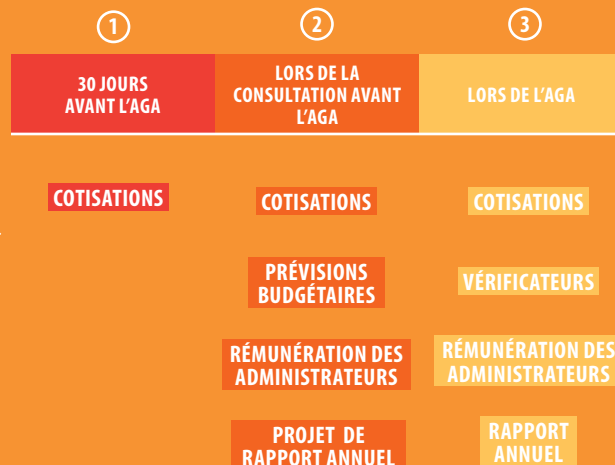 1
30 JOURS
AVANT L'AGA
COTISATIONS
2
LORS DE LA
CONSULTATION AVANT
L'AGA
COTISATIONS
PRÉVISIONS
BUDGÉTAIRES
RÉMUNÉRATION DES
ADMINISTRATEURS
PROJET DE
RAPPORT ANNUEL
3
LORS DE L'AGA
COTISATIONS
VÉRIFICATEURS
RÉMUNÉRATION DES
ADMINISTRATEURS
RAPPORT
ANNUEL